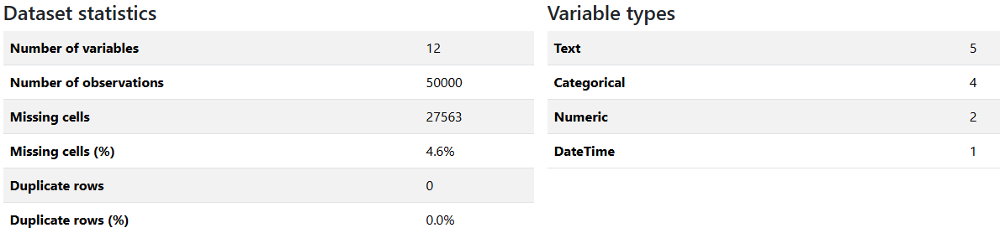 Dataset statistics
Number of variables 12
Number of observations 50000
Missing cells 27563
Missing cells (%) 4.6%
Duplicate rows 0
Duplicate rows (%) 0.0%
Variable types
Text 5
Categorical 4
Numeric 2
DateTime 1